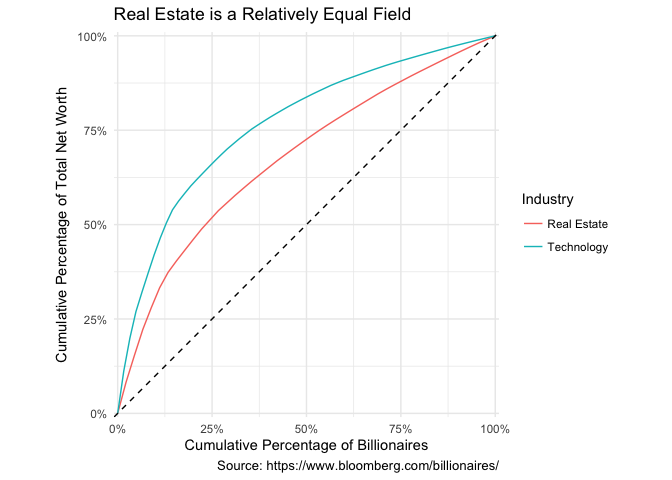 Real Estate is a Relatively Equal Field
100%
75%
50%
25%
0%
Cumulative Percentage of Total Net Worth
0%
25%
50%
75%
100%
Cumulative Percentage of Billionaires
Source: https://www.bloomberg.com/billionaires/
Industry
Real Estate
Technology